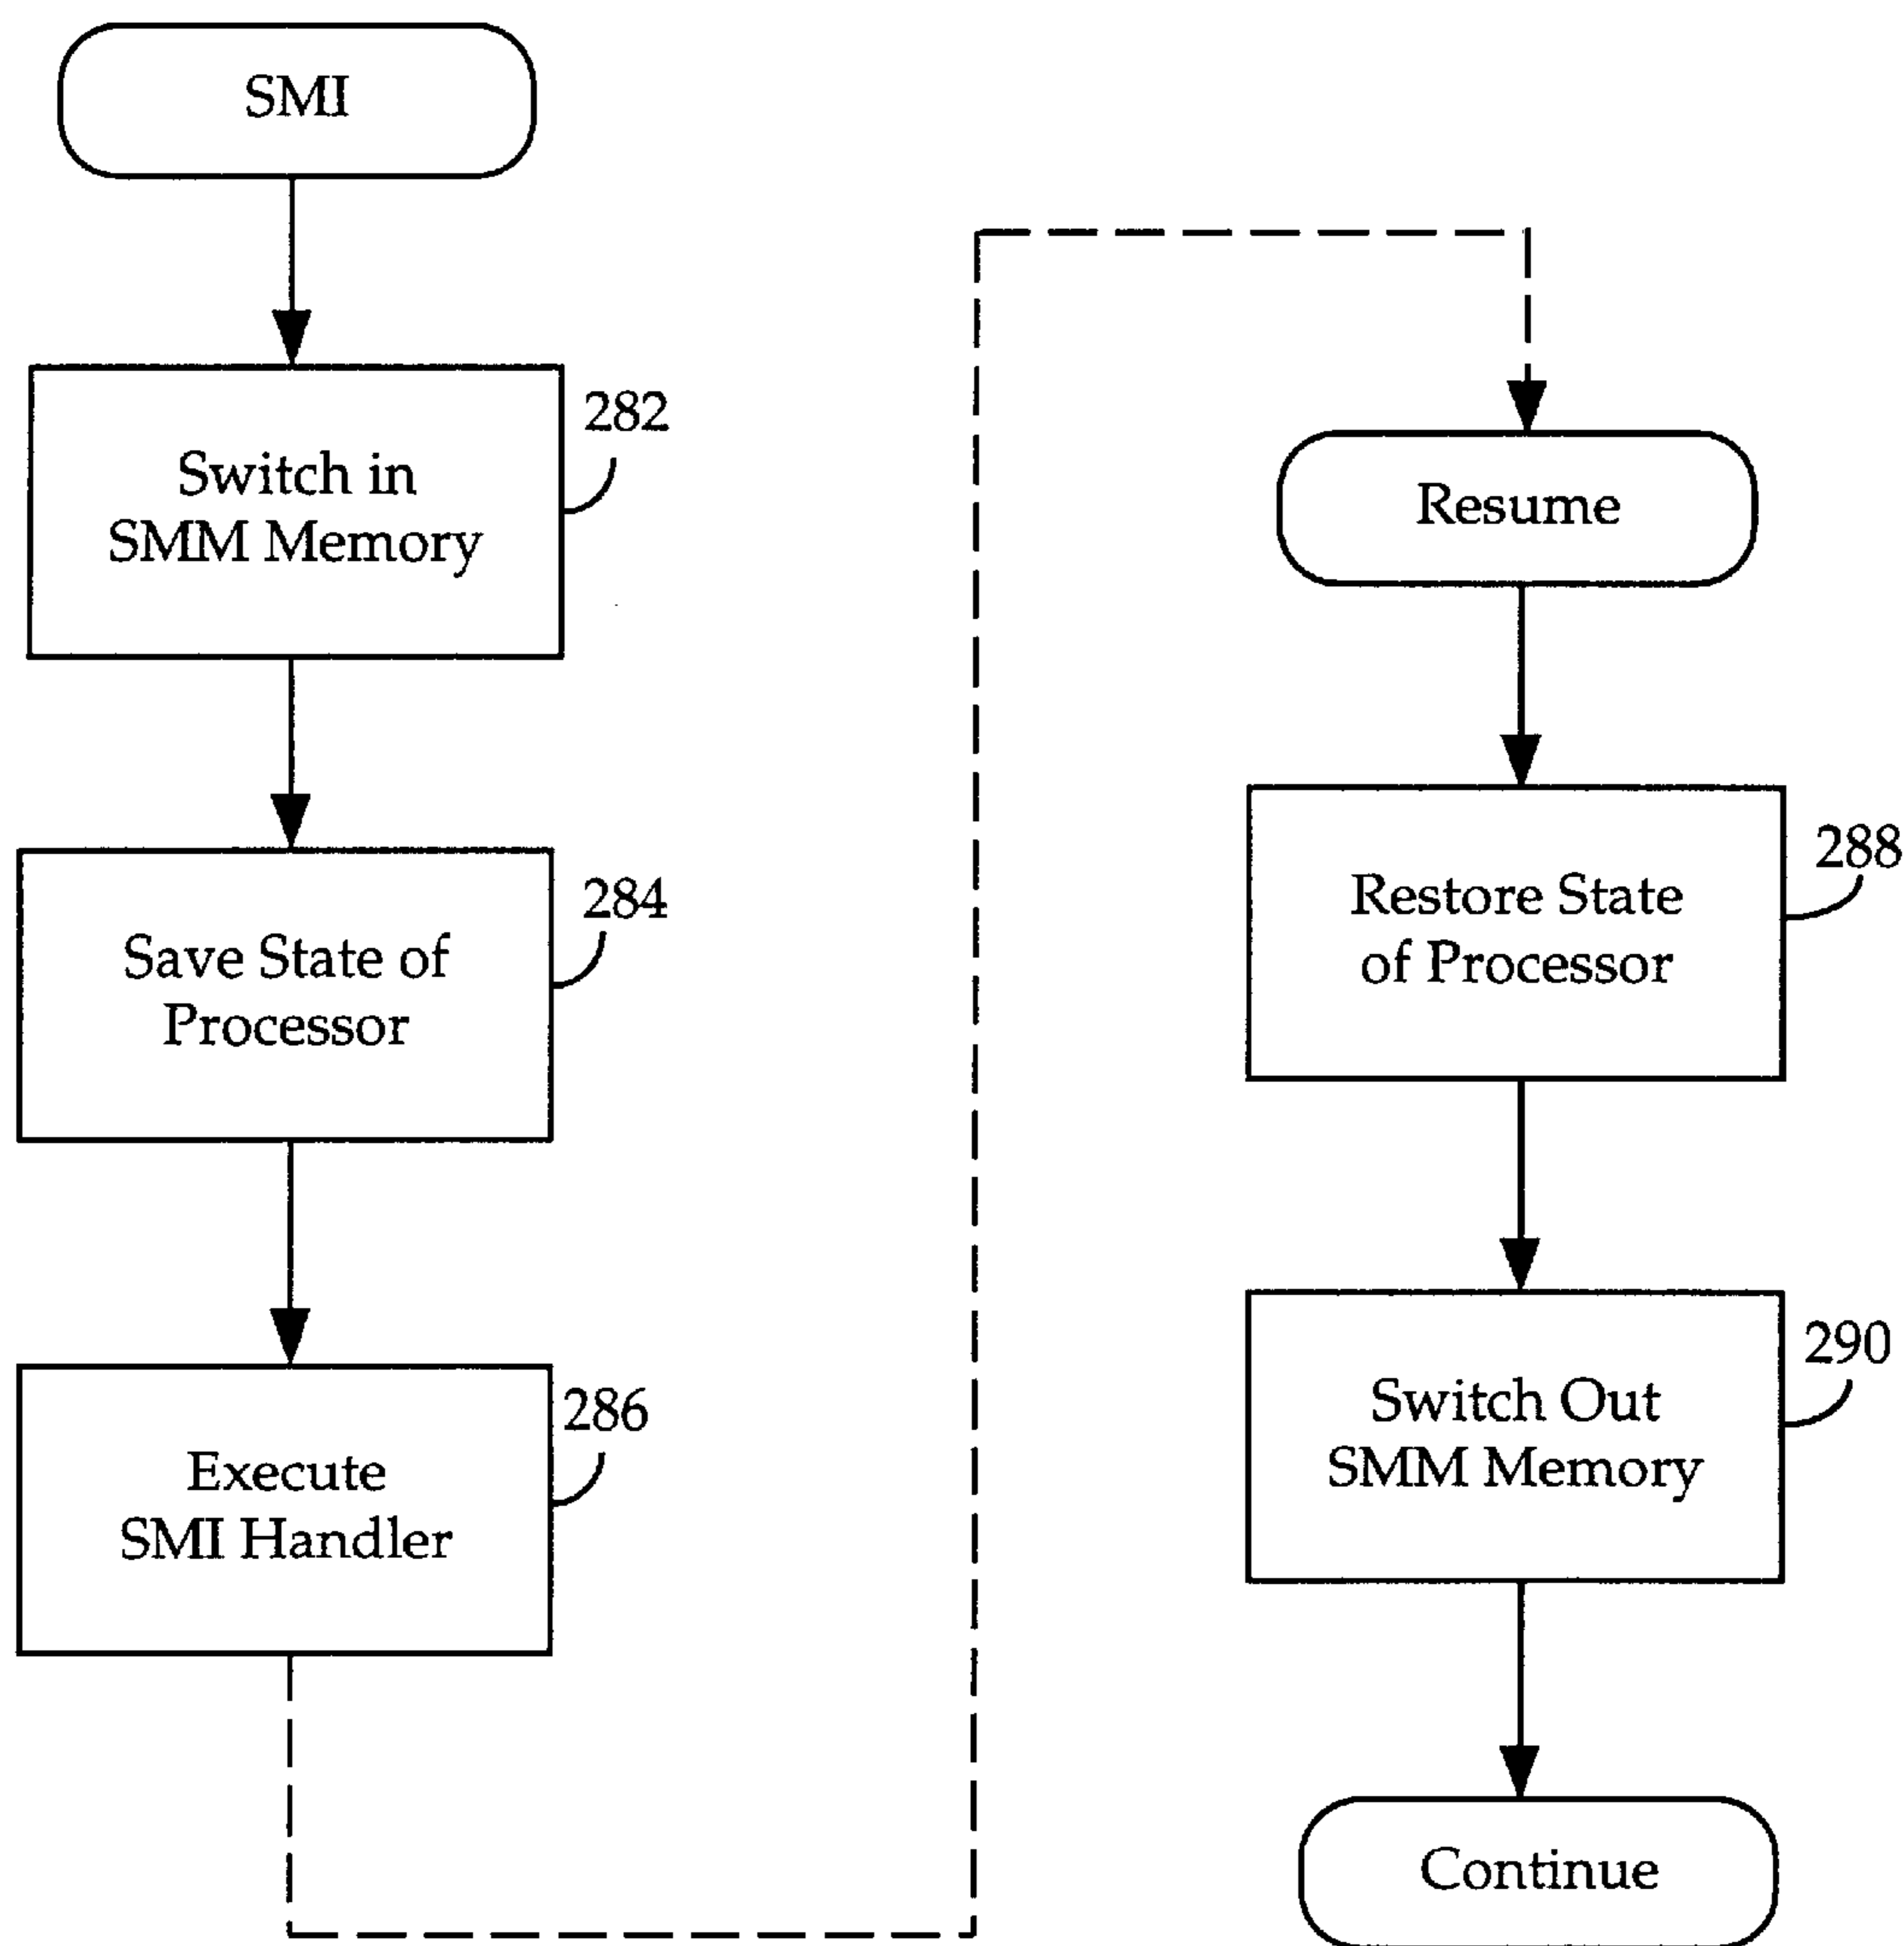 SMI
282
Switch in
SMM Memory
284
Save State of
Processor
286
Execute
SMI Handler
Resume
288
Restore State
of Processor
290
Switch Out
SMM Memory
Continue